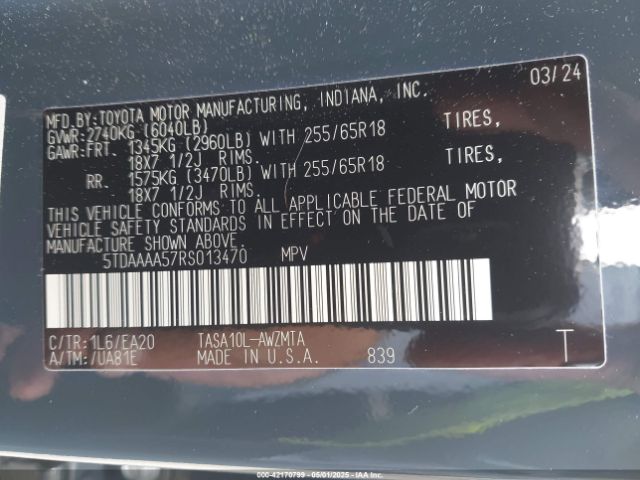 03/24
MFD.BY:TOYOTA MOTOR MANUFACTURING, INDIANA, INC.
GVWR:2740KG (6040LB)
GAWR:FRT. 1345KG (2960LB) WITH 255/65R18 TIRES,
18X7 1/2J RIMS.
RR. 1575KG (3470LB) WITH 255/65R18 TIRES,
18X7 1/2J RIMS.
THIS VEHICLE CONFORMS TO ALL APPLICABLE FEDERAL MOTOR
VEHICLE SAFETY STANDARDS IN EFFECT ON THE DATE OF
MANUFACTURE SHOWN ABOVE.
5TDAAAA57RS013470 MPV
C/TR:1L6/EA20 TASA10L-AWZMTA
A/TM:/UA81E MADE IN U.S.A. 839 T
000-42170799 - 05/01/2025 - IAAI.COM